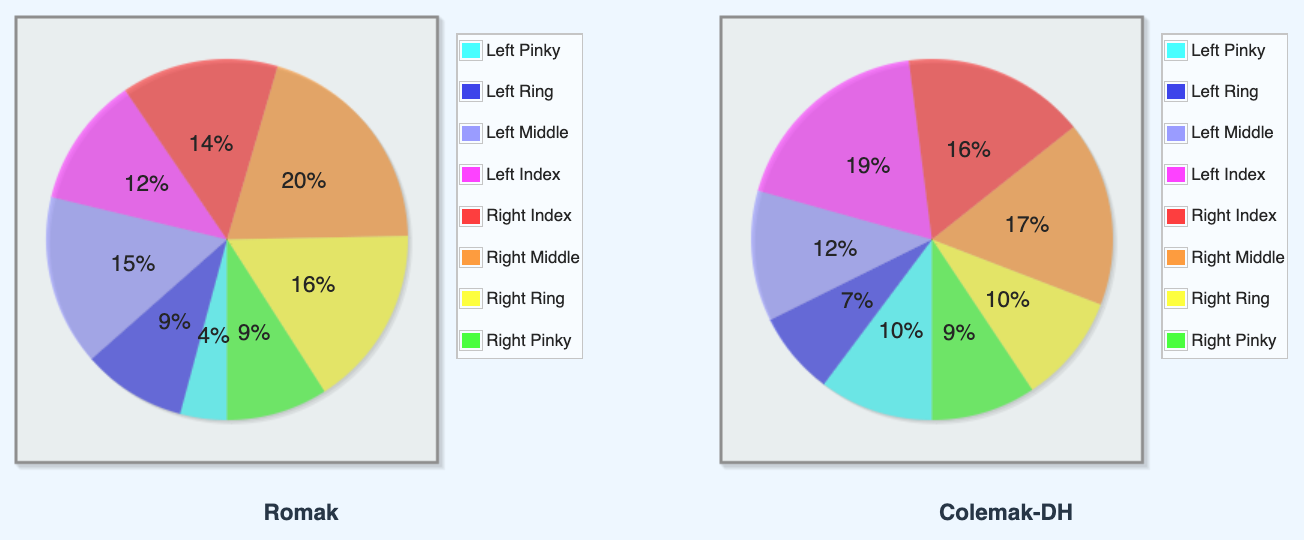 14%
20%
12%
15%
16%
9%
4%
9%
Left Pinky
Left Ring
Left Middle
Left Index
Right Index
Right Middle
Right Ring
Right Pinky
Romak
19%
16%
17%
12%
7%
10%
10%
9%
Left Pinky
Left Ring
Left Middle
Left Index
Right Index
Right Middle
Right Ring
Right Pinky
Colemak-DH